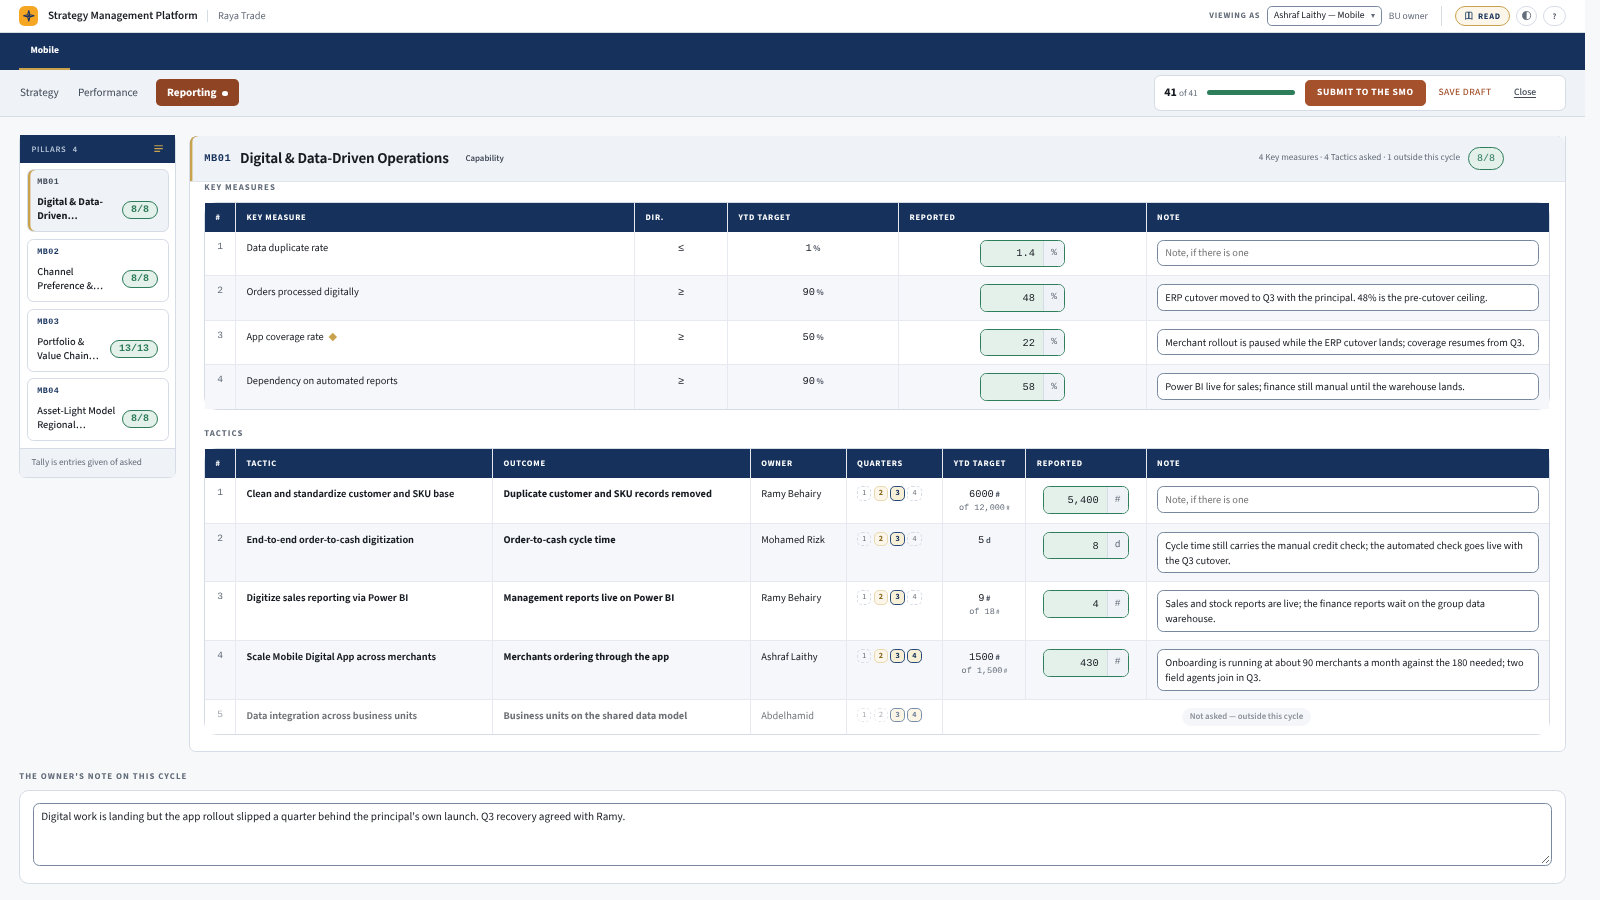 Strategy Management Platform Raya Trade VIEWING AS Ashraf Laithy — Mobile BU owner READ ?
Mobile
Strategy Performance Reporting 41 of 41 SUBMIT TO THE SMO SAVE DRAFT Close
PILLARS 4
MB01
Digital & Data-
Driven... 8/8
MB02
Channel
Preference &... 8/8
MB03
Portfolio &
Value Chain... 13/13
MB04
Asset-Light Model
Regional... 8/8
Tally is entries given of asked
MB01 Digital & Data-Driven Operations Capability 4 Key measures · 4 Tactics asked · 1 outside this cycle 8/8
KEY MEASURES
# KEY MEASURE DIR. YTD TARGET REPORTED NOTE
1 Data duplicate rate ≤ 1% 1.4 % Note, if there is one
2 Orders processed digitally ≥ 90% 48 % ERP cutover moved to Q3 with the principal. 48% is the pre-cutover ceiling.
3 App coverage rate ◆ ≥ 50% 22 % Merchant rollout is paused while the ERP cutover lands; coverage resumes from Q3.
4 Dependency on automated reports ≥ 90% 58 % Power BI live for sales; finance still manual until the warehouse lands.
TACTICS
# TACTIC OUTCOME OWNER QUARTERS YTD TARGET REPORTED NOTE
1 Clean and standardize customer and SKU base Duplicate customer and SKU records removed Ramy Behairy 1 2 3 4 6000# 5,400 # Note, if there is one
of 12,000#
2 End-to-end order-to-cash digitization Order-to-cash cycle time Mohamed Rizk 1 2 3 4 5 d 8 d Cycle time still carries the manual credit check; the automated check goes live with
the Q3 cutover.
3 Digitize sales reporting via Power BI Management reports live on Power BI Ramy Behairy 1 2 3 4 9# 4 # Sales and stock reports are live; the finance reports wait on the group data
of 18# warehouse.
4 Scale Mobile Digital App across merchants Merchants ordering through the app Ashraf Laithy 1 2 3 4 1500# 430 # Onboarding is running at about 90 merchants a month against the 180 needed; two
of 1,500# field agents join in Q3.
5 Data integration across business units Business units on the shared data model Abdelhamid 1 2 3 4 Not asked — outside this cycle
THE OWNER'S NOTE ON THIS CYCLE
Digital work is landing but the app rollout slipped a quarter behind the principal's own launch. Q3 recovery agreed with Ramy.